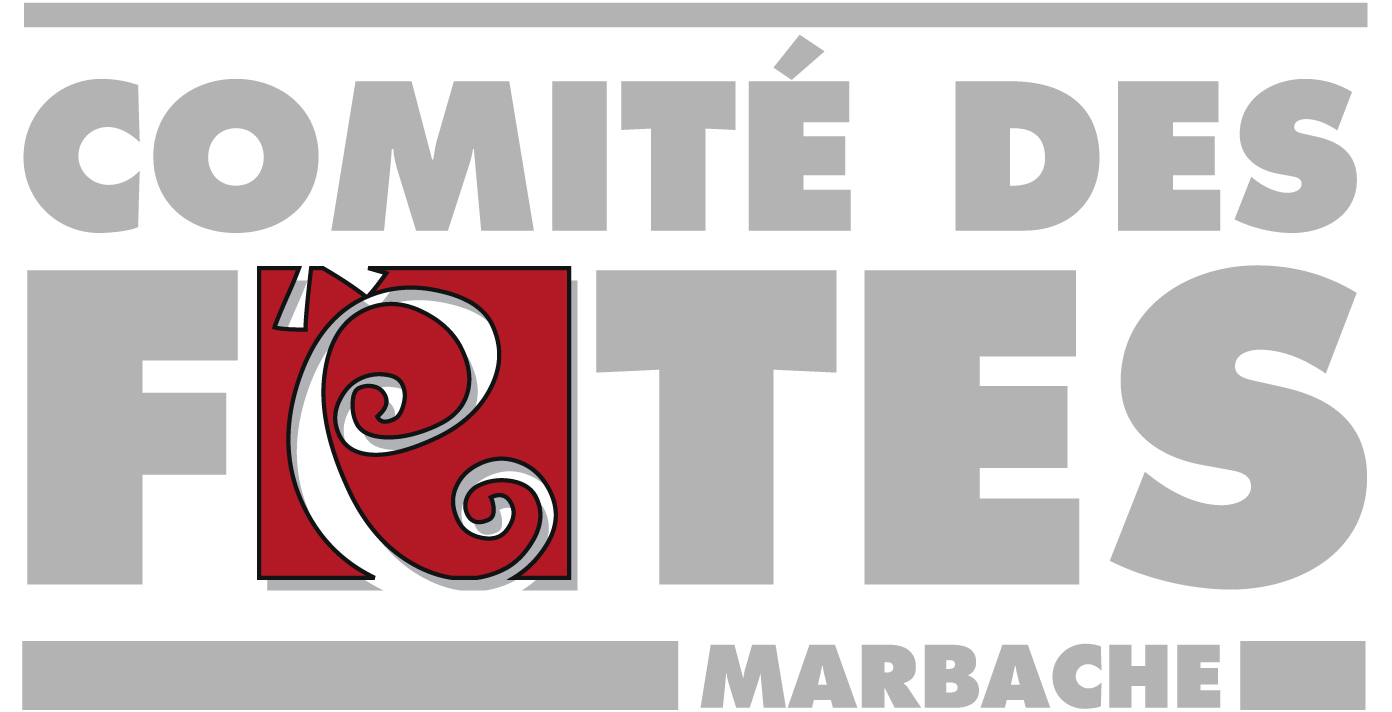 COMITÉ DES
FÊTES
MARBACHE